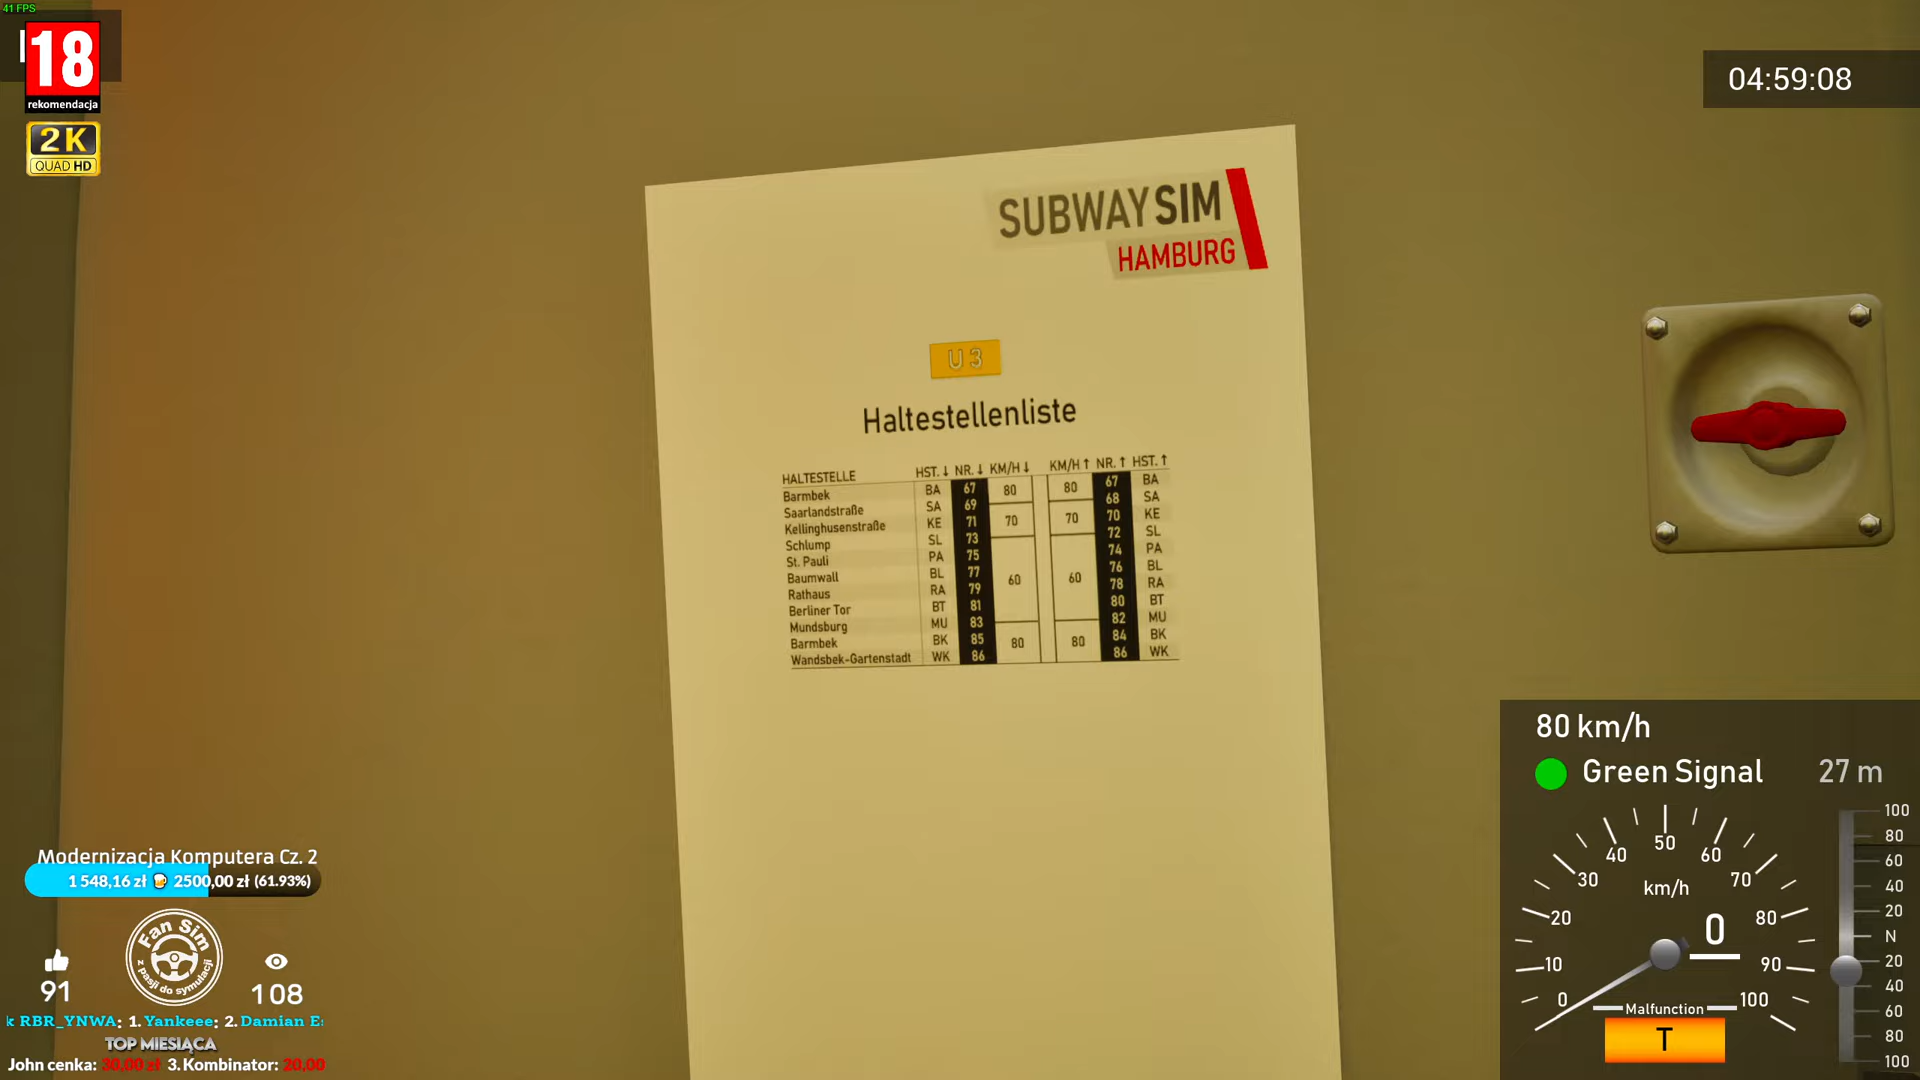 41 FPS
18
rekomendacja
2K
QUAD HD
04:59:08
SUBWAYSIM
HAMBURG
U3
Haltestellenliste
HALTESTELLE HST.↓ NR.↓ KM/H↓ KM/H↑ NR.↑ HST.↑
Barmbek BA 67 80 80 67 BA
Saarlandstraße SA 69 68 SA
Kellinghusenstraße KE 71 70 70 70 KE
Schlump SL 73 72 SL
St. Pauli PA 75 74 PA
Baumwall BL 77 60 60 76 BL
Rathaus RA 79 78 RA
Berliner Tor BT 81 80 BT
Mundsburg MU 83 82 MU
Barmbek BK 85 80 80 84 BK
Wandsbek-Gartenstadt WK 86 86 WK
80 km/h
Green Signal 27 m
0 10 20 30 40 50 60 70 80 90 100
km/h
0
Malfunction
T
100
80
60
40
20
N
20
40
60
80
100
Modernizacja Komputera Cz. 2
1 548,16 zł 2500,00 zł (61.93%)
Fan Sim
z pasji do symulacji
91
108
k RBR_YNWA: 1. Yankeee: 2. Damian E
TOP MIESIĄCA
John cenka: 30,00 zł 3. Kombinator: 20,00